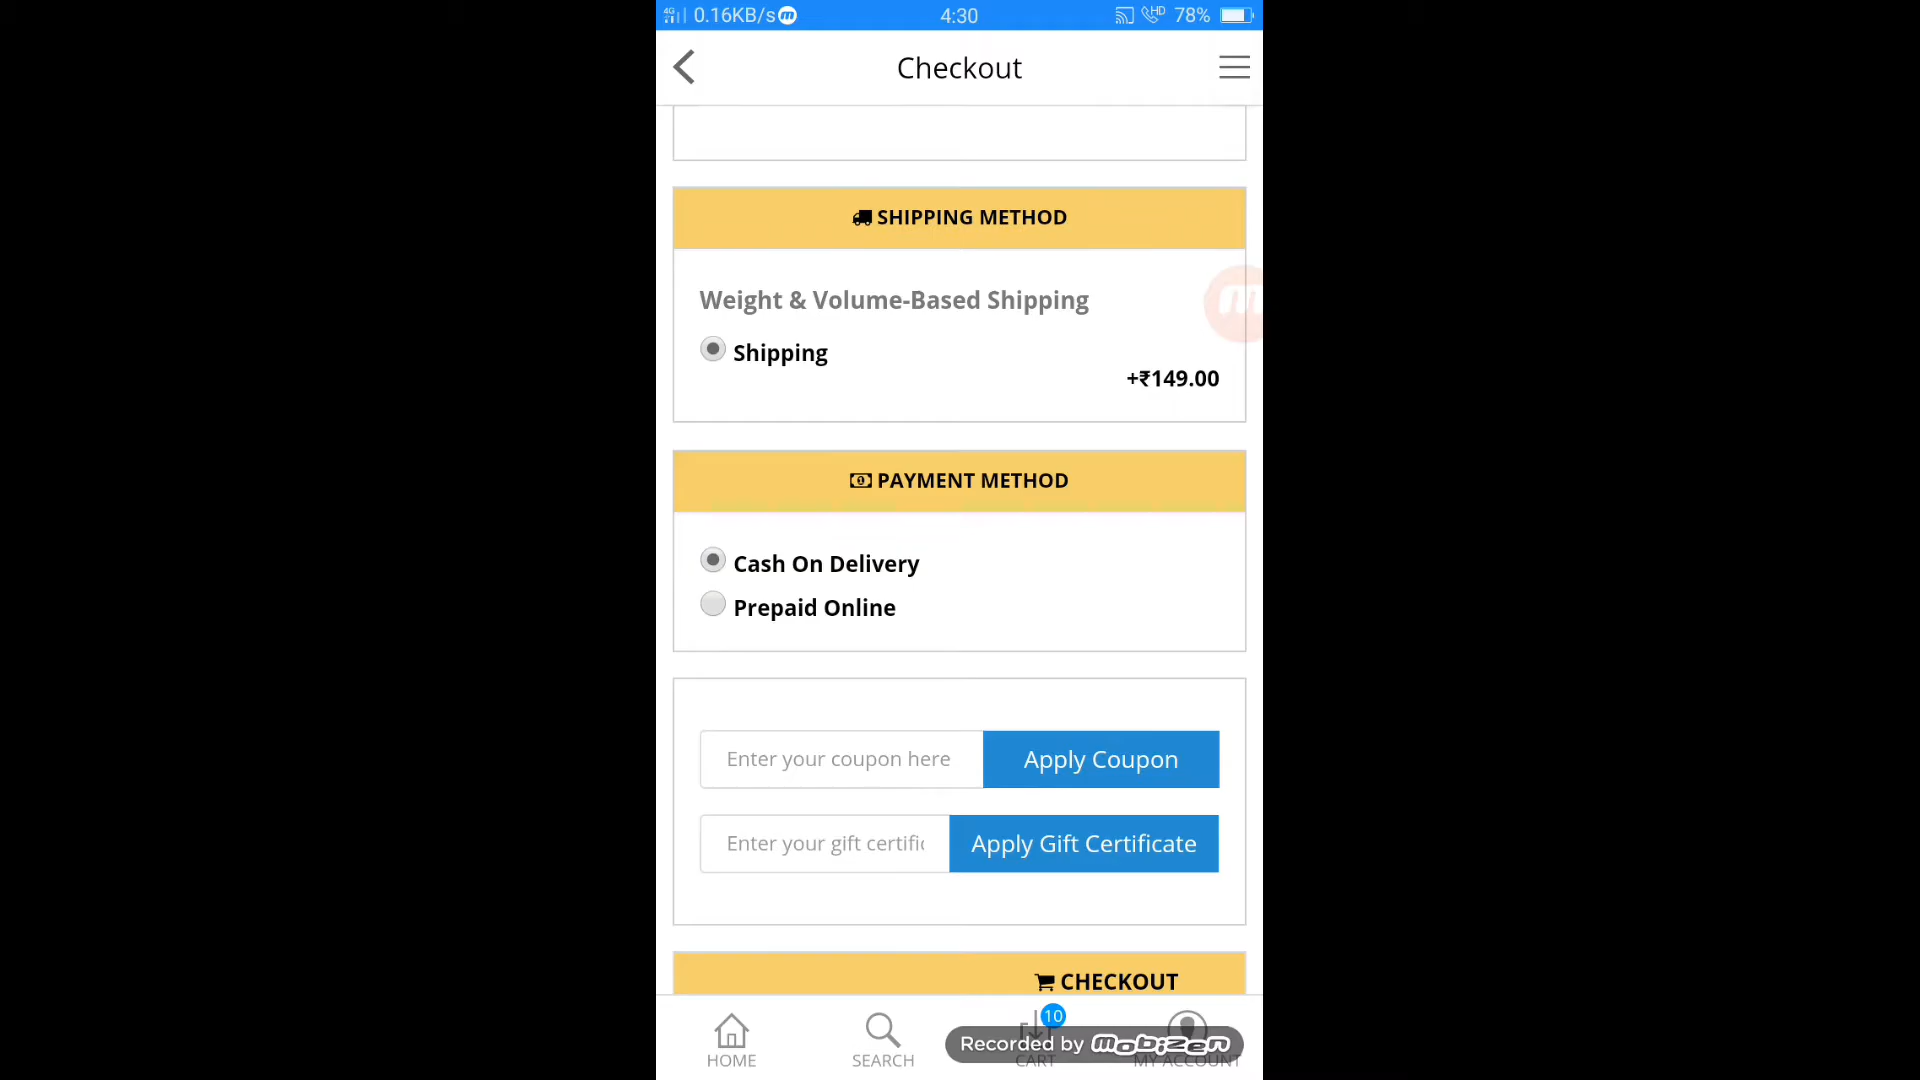 4G 0.16KB/s m 4:30 HD 78%
Checkout
SHIPPING METHOD
Weight & Volume-Based Shipping
m
Shipping
+₹149.00
PAYMENT METHOD
Cash On Delivery
Prepaid Online
Enter your coupon here Apply Coupon
Enter your gift certific Apply Gift Certificate
CHECKOUT
10
Recorded by mobizen
HOME SEARCH CART MY ACCOUNT